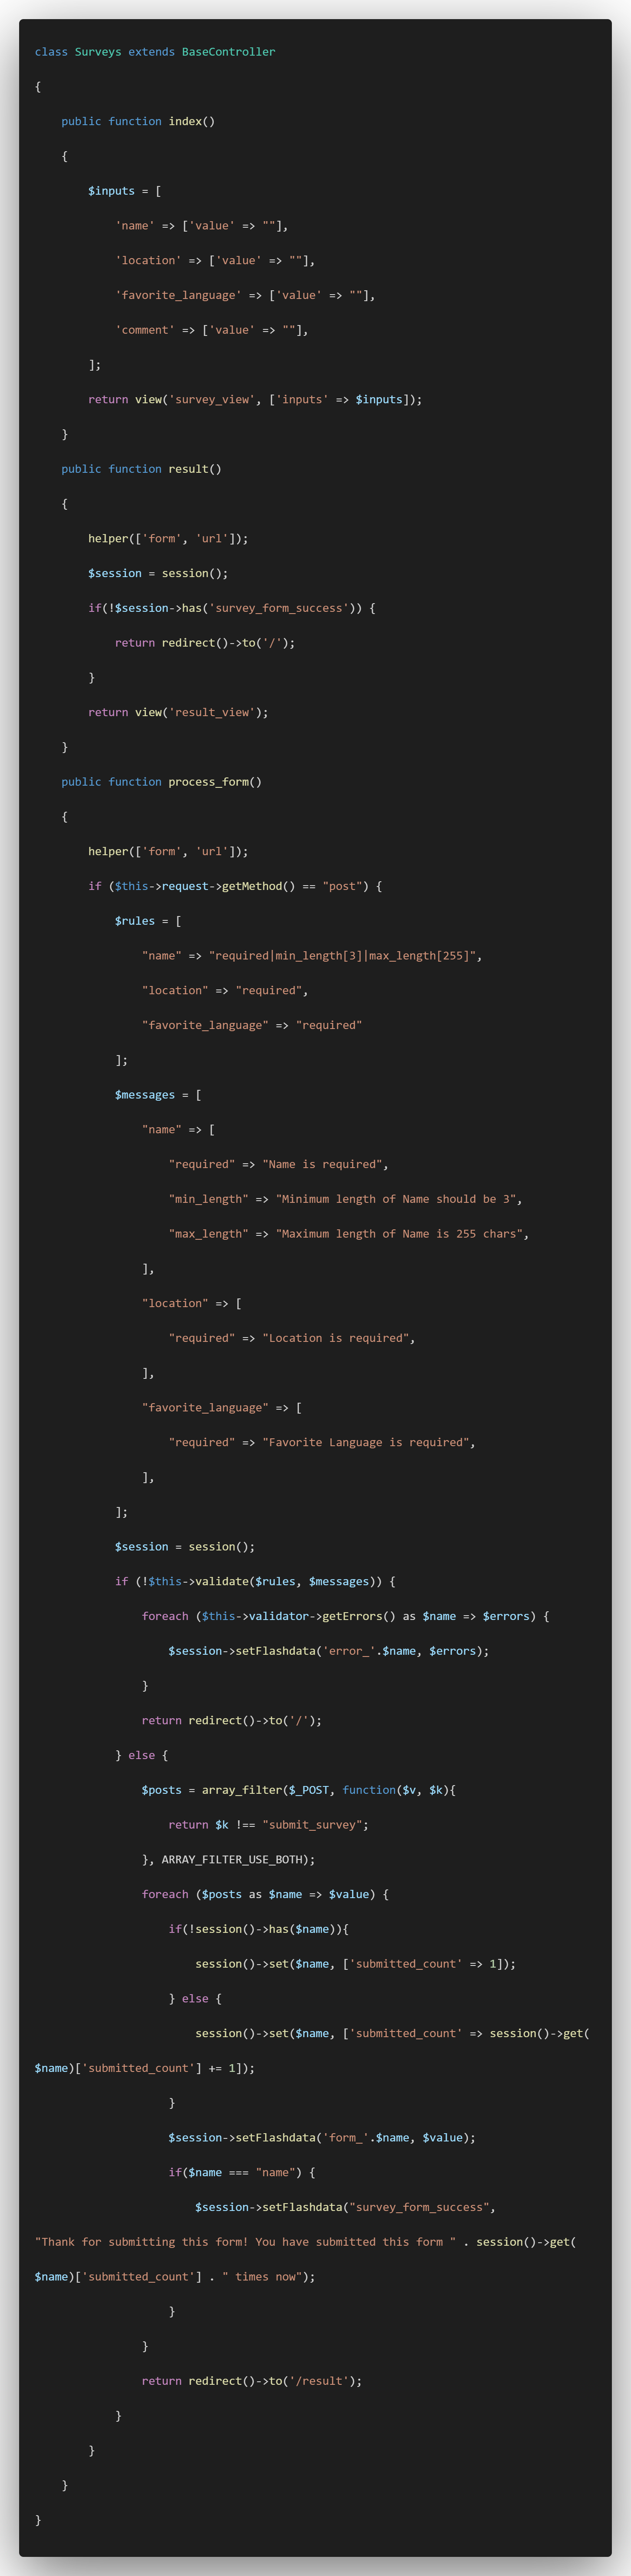 class Surveys extends BaseController
{
    public function index()
    {
        $inputs = [
            'name' => ['value' => ""],
            'location' => ['value' => ""],
            'favorite_language' => ['value' => ""],
            'comment' => ['value' => ""],
        ];
        return view('survey_view', ['inputs' => $inputs]);
    }
    public function result()
    {
        helper(['form', 'url']);
        $session = session();
        if(!$session->has('survey_form_success')) {
            return redirect()->to('/');
        }
        return view('result_view');
    }
    public function process_form()
    {
        helper(['form', 'url']);
        if ($this->request->getMethod() == "post") {
            $rules = [
                "name" => "required|min_length[3]|max_length[255]",
                "location" => "required",
                "favorite_language" => "required"
            ];
            $messages = [
                "name" => [
                    "required" => "Name is required",
                    "min_length" => "Minimum length of Name should be 3",
                    "max_length" => "Maximum length of Name is 255 chars",
                ],
                "location" => [
                    "required" => "Location is required",
                ],
                "favorite_language" => [
                    "required" => "Favorite Language is required",
                ],
            ];
            $session = session();
            if (!$this->validate($rules, $messages)) {
                foreach ($this->validator->getErrors() as $name => $errors) {
                    $session->setFlashdata('error_'.$name, $errors);
                }
                return redirect()->to('/');
            } else {
                $posts = array_filter($_POST, function($v, $k){
                    return $k !== "submit_survey";
                }, ARRAY_FILTER_USE_BOTH);
                foreach ($posts as $name => $value) {
                    if(!session()->has($name)){
                        session()->set($name, ['submitted_count' => 1]);
                    } else {
                        session()->set($name, ['submitted_count' => session()->get(
$name)['submitted_count'] += 1]);
                    }
                    $session->setFlashdata('form_'.$name, $value);
                    if($name === "name") {
                        $session->setFlashdata("survey_form_success",
"Thank for submitting this form! You have submitted this form " . session()->get(
$name)['submitted_count'] . " times now");
                    }
                }
                return redirect()->to('/result');
            }
        }
    }
}